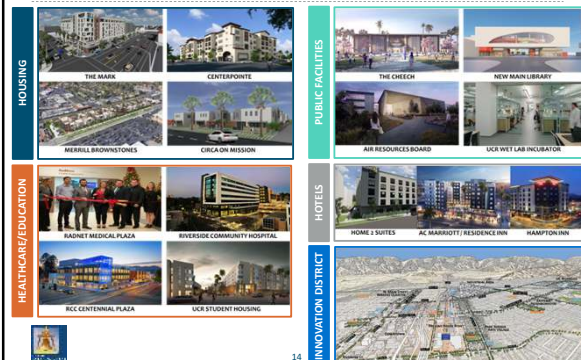 HOUSING
THE MARK
CENTERPOINTE
MERRILL BROWNSTONES
CIRCA ON MISSION
PUBLIC FACILITIES
THE CHEECH
NEW MAIN LIBRARY
AIR RESOURCES BOARD
UCR WET LAB INCUBATOR
HEALTHCARE/EDUCATION
RADNET MEDICAL PLAZA
RIVERSIDE COMMUNITY HOSPITAL
RCC CENTENNIAL PLAZA
UCR STUDENT HOUSING
HOTELS
HOME 2 SUITES
AC MARRIOTT/ RESIDENCE INN
HAMPTON INN
INNOVATION DISTRICT
14